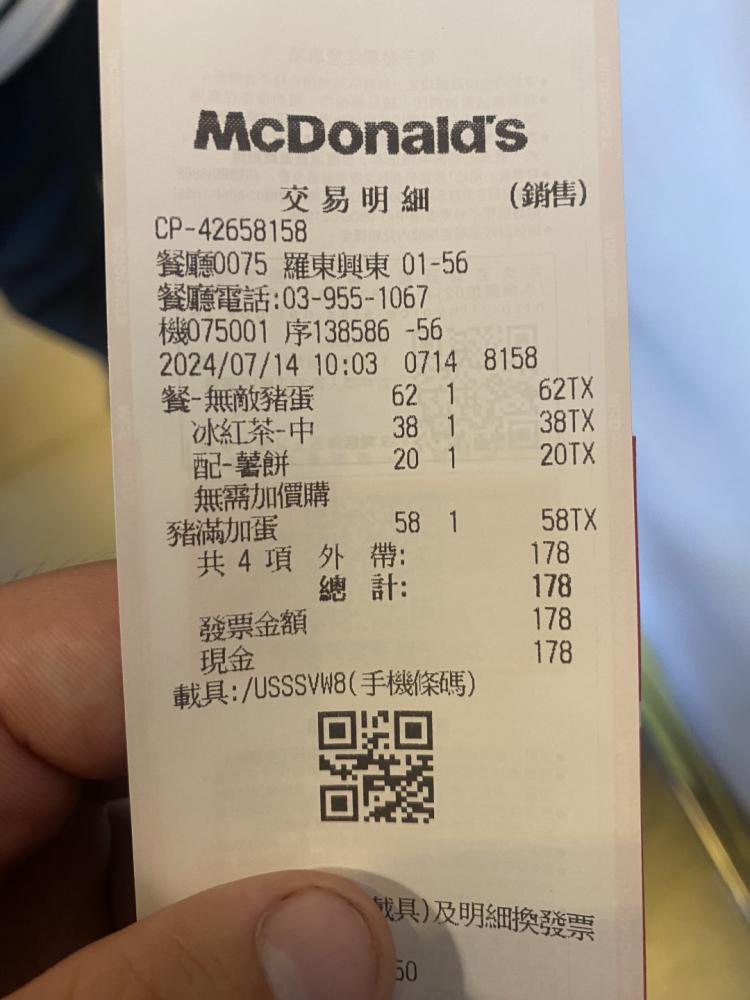 McDonald's
交易明細 (銷售)
CP-42658158
餐廳0075 羅東興東 01-56
餐廳電話:03-955-1067
機075001 序138586 -56
2024/07/14 10:03 0714 8158
餐-無敵豬蛋 62 1 62TX
冰紅茶-中 38 1 38TX
配-薯餅 20 1 20TX
無需加價購
豬滿加蛋 58 1 58TX
共 4 項 外 帶: 178
總 計: 178
發票金額 178
現金 178
載具:/USSSVW8(手機條碼)
載具)及明細換發票
50